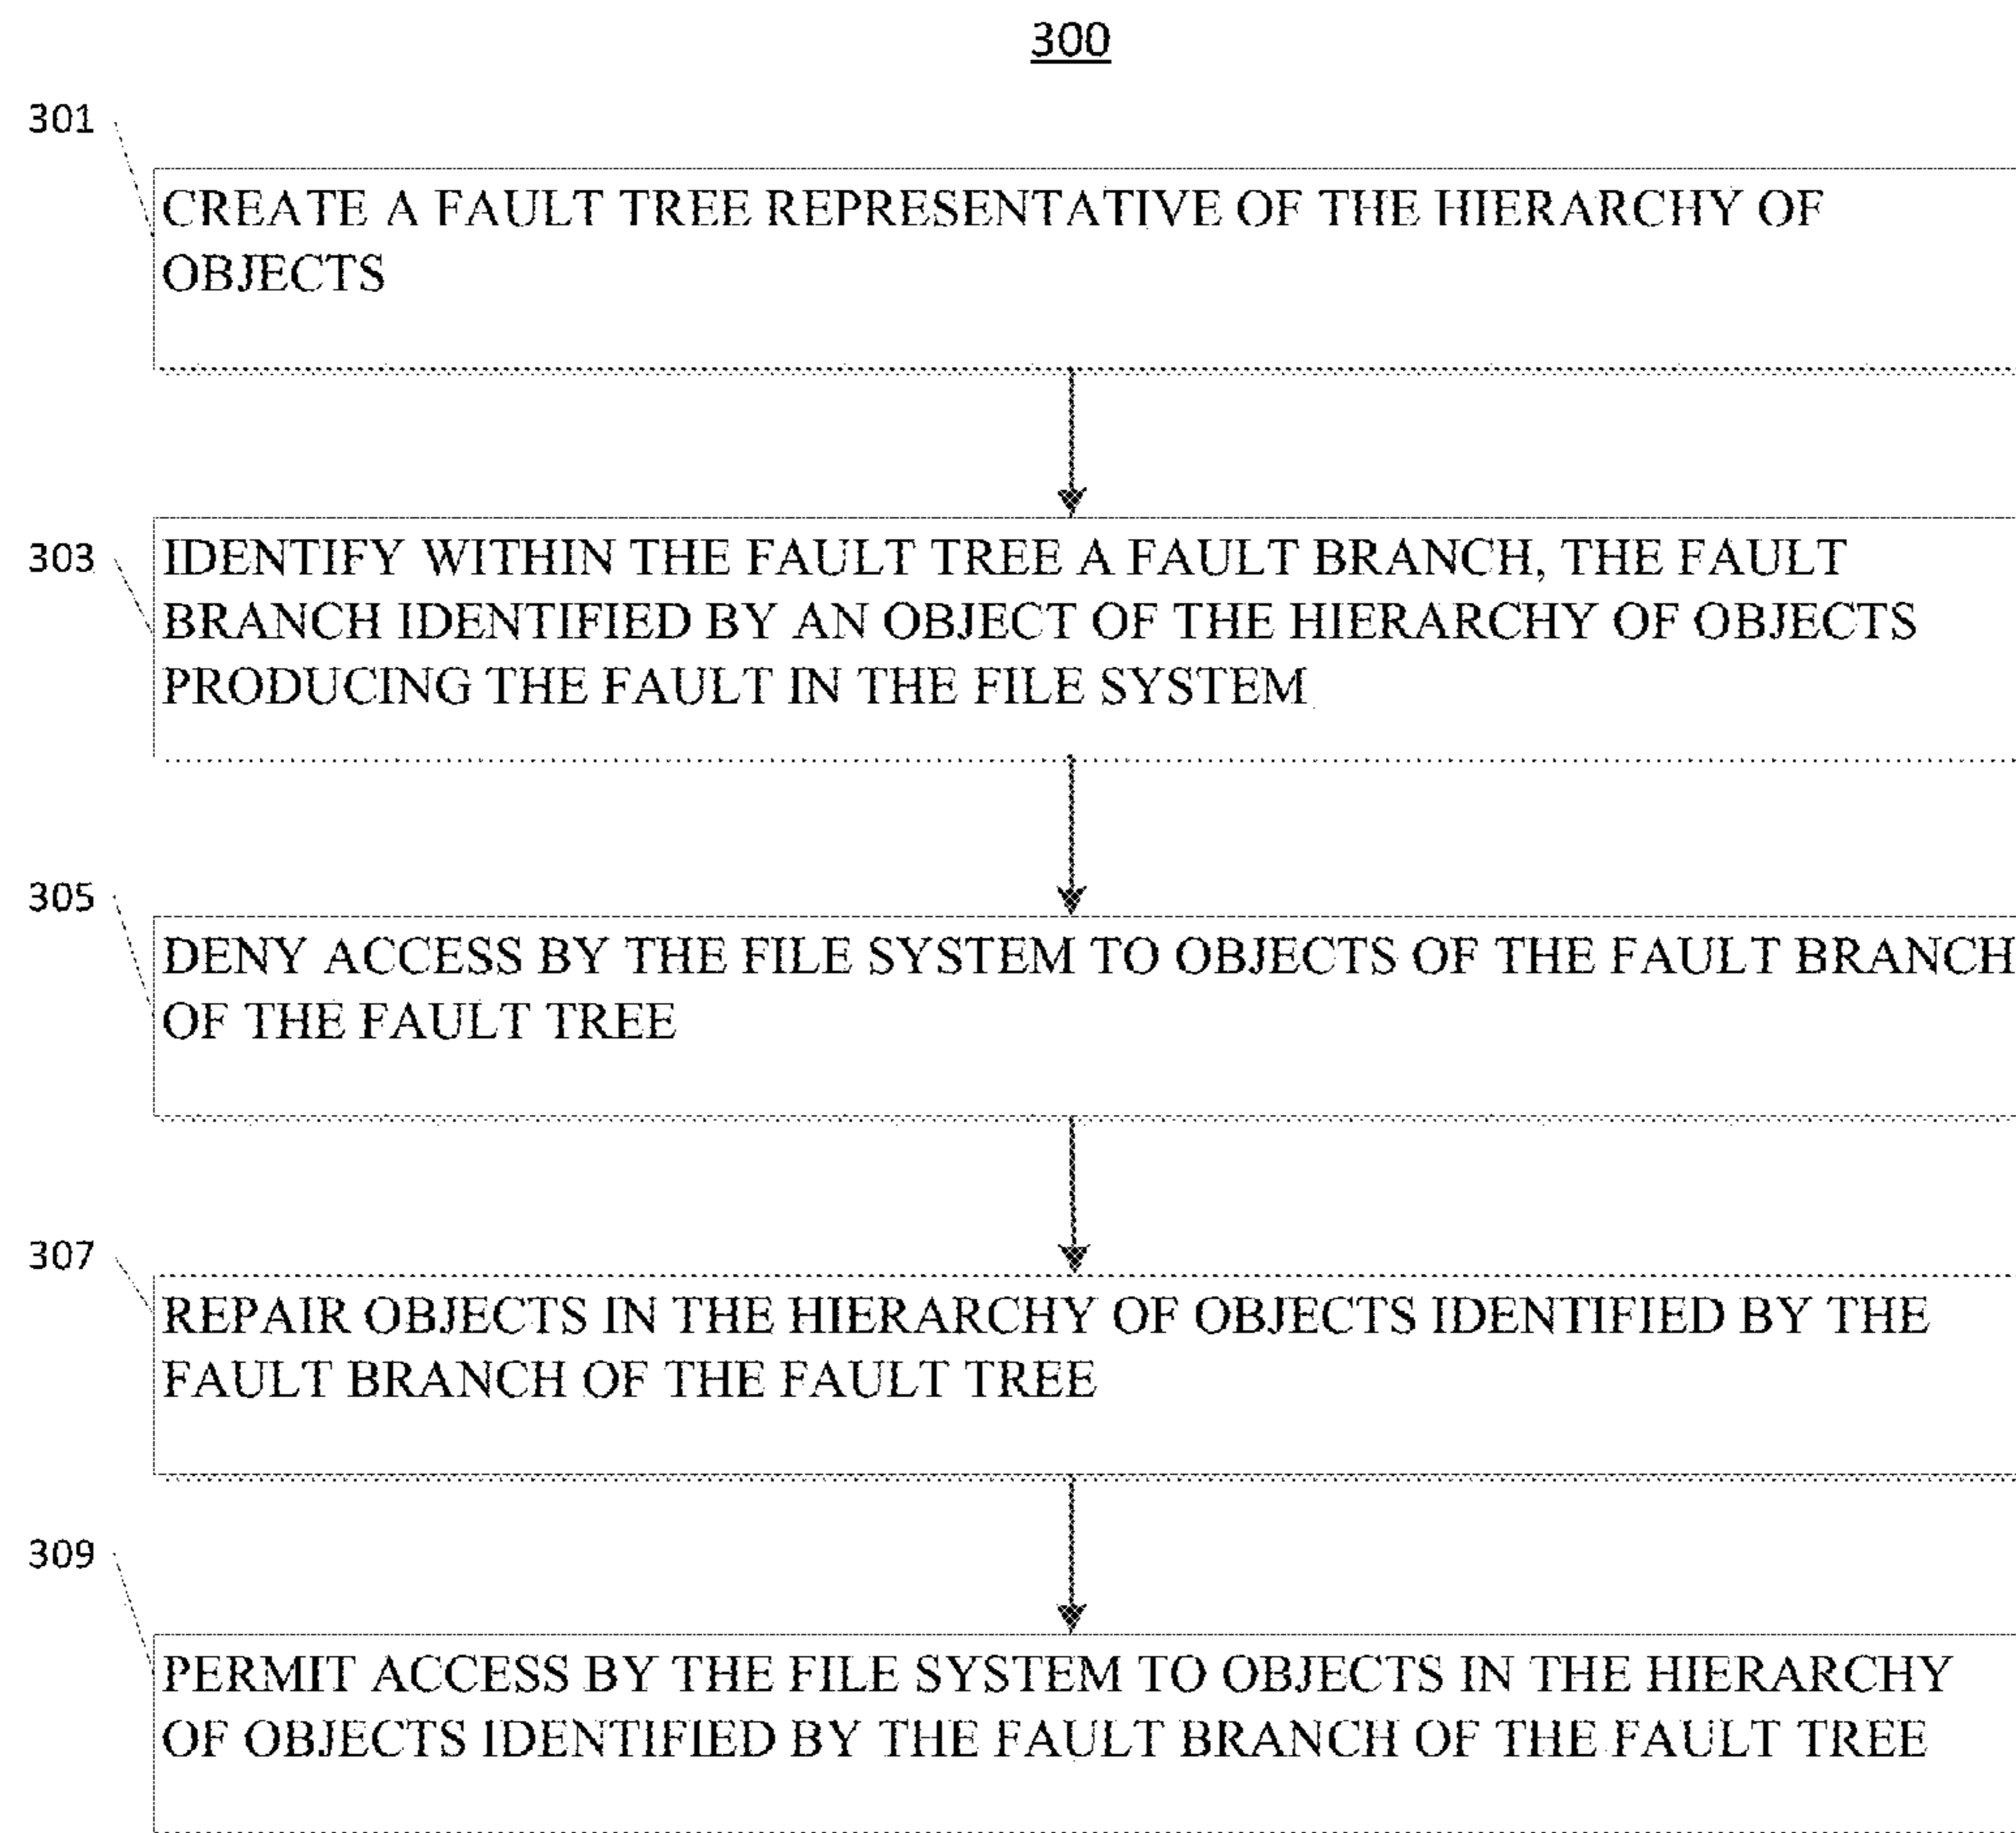 300
301
CREATE A FAULT TREE REPRESENTATIVE OF THE HIERARCHY OF
OBJECTS
303
IDENTIFY WITHIN THE FAULT TREE A FAULT BRANCH, THE FAULT
BRANCH IDENTIFIED BY AN OBJECT OF THE HIERARCHY OF OBJECTS
PRODUCING THE FAULT IN THE FILE SYSTEM
305
DENY ACCESS BY THE FILE SYSTEM TO OBJECTS OF THE FAULT BRANCH
OF THE FAULT TREE
307
REPAIR OBJECTS IN THE HIERARCHY OF OBJECTS IDENTIFIED BY THE
FAULT BRANCH OF THE FAULT TREE
309
PERMIT ACCESS BY THE FILE SYSTEM TO OBJECTS IN THE HIERARCHY
OF OBJECTS IDENTIFIED BY THE FAULT BRANCH OF THE FAULT TREE